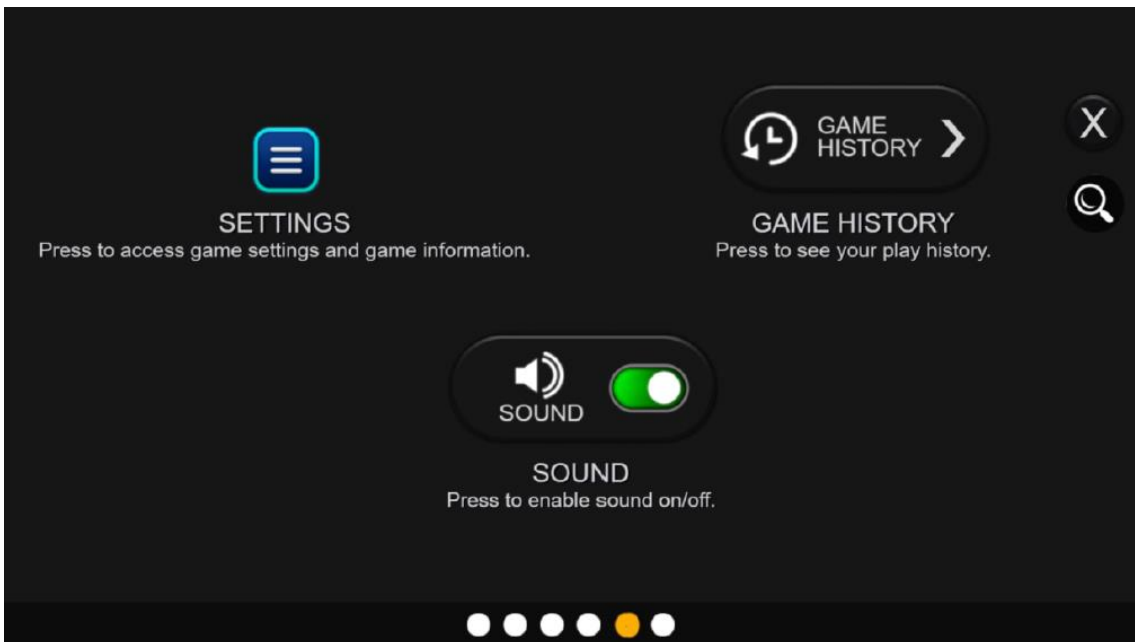 GAME
HISTORY
X
SETTINGS
Press to access game settings and game information.
GAME HISTORY
Press to see your play history.
SOUND
SOUND
Press to enable sound on/off.